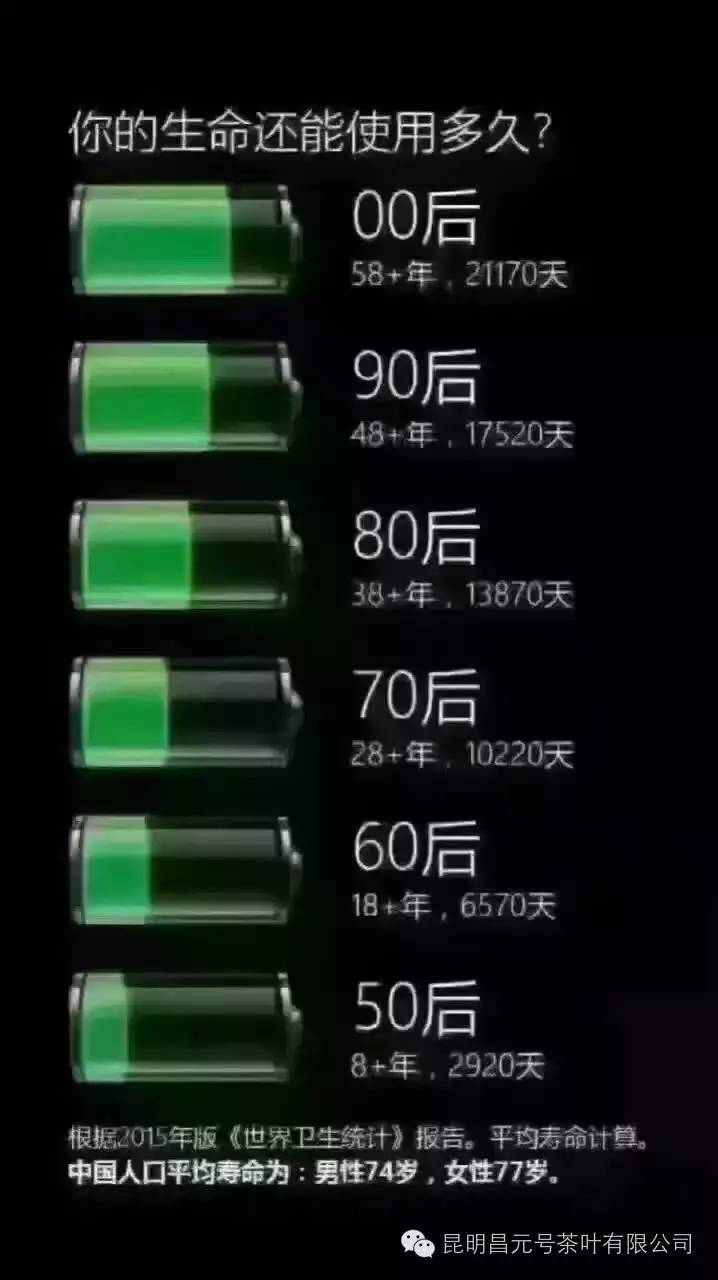 你的生命还能使用多久?
00后
58+年，21170天
90后
48+年，17520天
80后
38+年，13870天
70后
28+年，10220天
60后
18+年，6570天
50后
8+年，2920天
根据2015年版《世界卫生统计》报告。平均寿命计算。
中国人口平均寿命为：男性74岁，女性77岁。
昆明昌元号茶叶有限公司